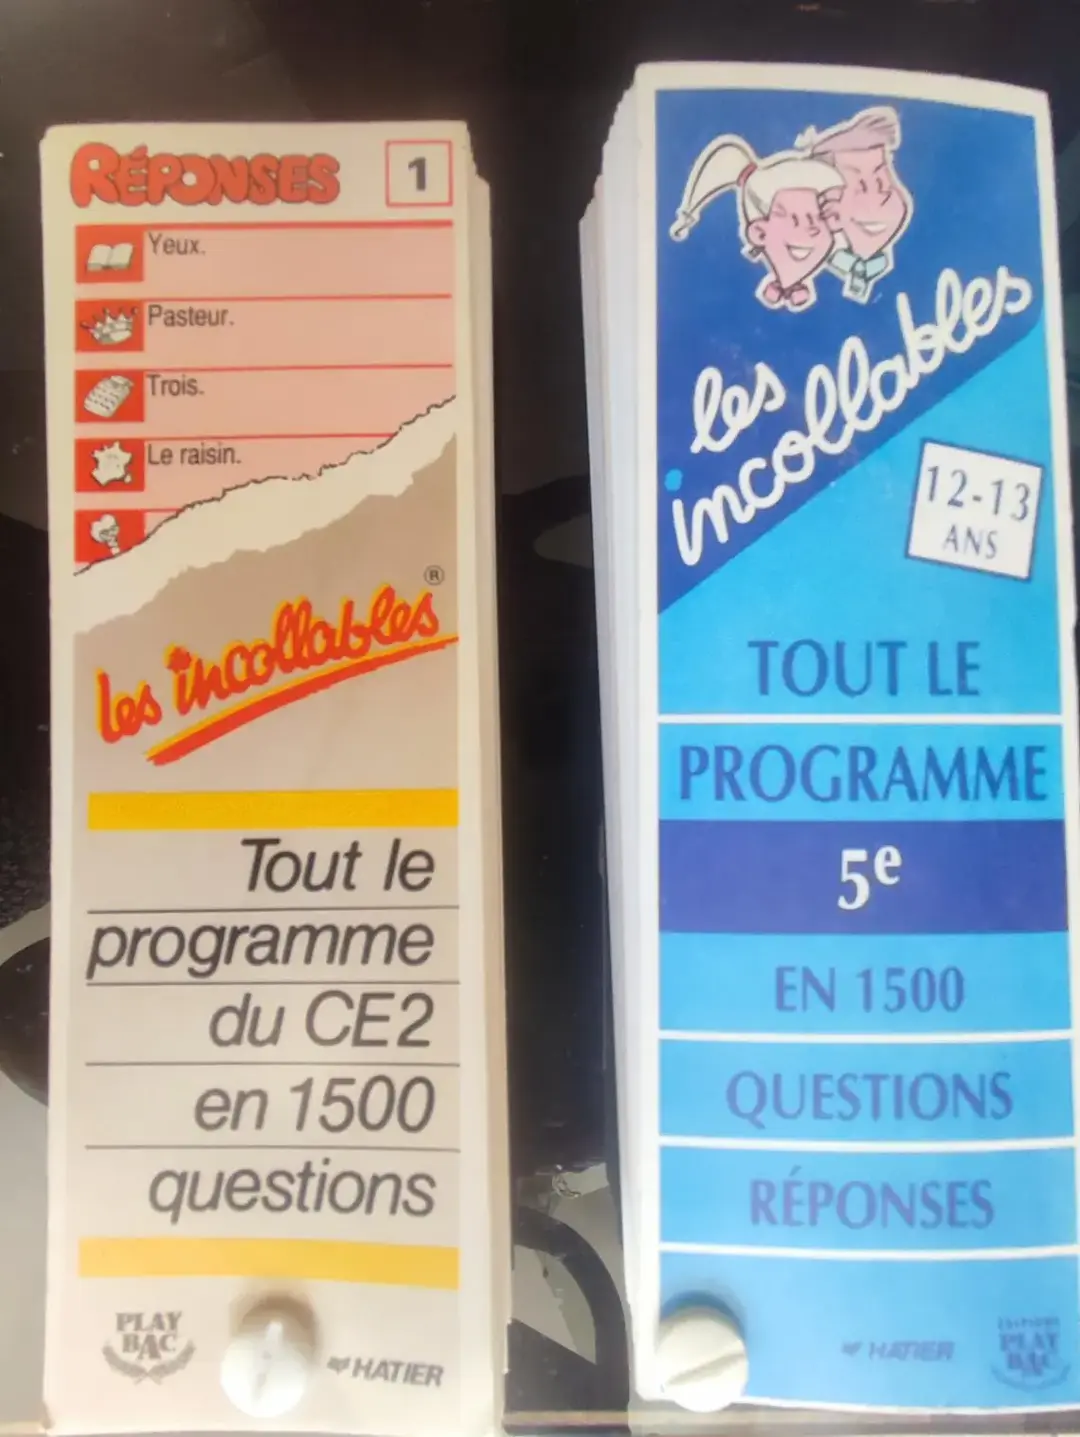 RÉPONSES 1
Yeux.
Pasteur.
Trois.
Le raisin.
les incollables ®
Tout le
programme
du CE2
en 1500
questions
PLAY
BAC
HATIER
les
incollables
12-13
ANS
TOUT LE
PROGRAMME
5e
EN 1500
QUESTIONS
RÉPONSES
HATIER
EDITIONS
PLAY
BAC